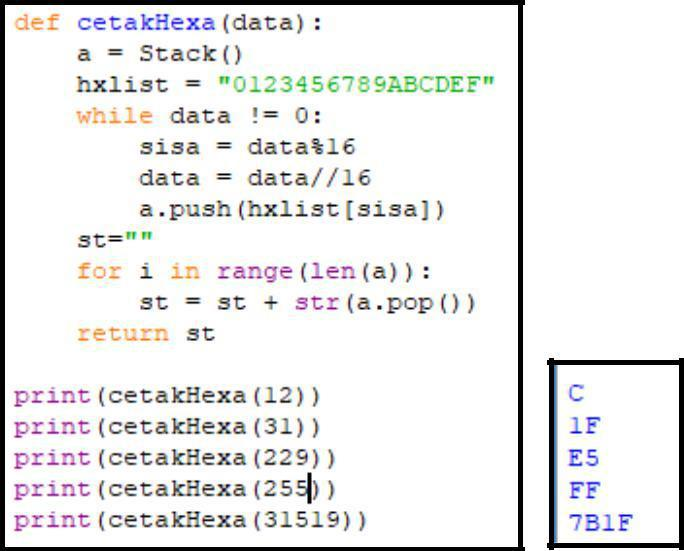 def cetakHexa(data):
    a = Stack()
    hxlist = "0123456789ABCDEF"
    while data != 0:
        sisa = data%16
        data = data//16
        a.push(hxlist[sisa])
    st=""
    for i in range(len(a)):
        st = st + str(a.pop())
    return st

print(cetakHexa(12))
print(cetakHexa(31))
print(cetakHexa(229))
print(cetakHexa(255))
print(cetakHexa(31519))
C
1F
E5
FF
7B1F